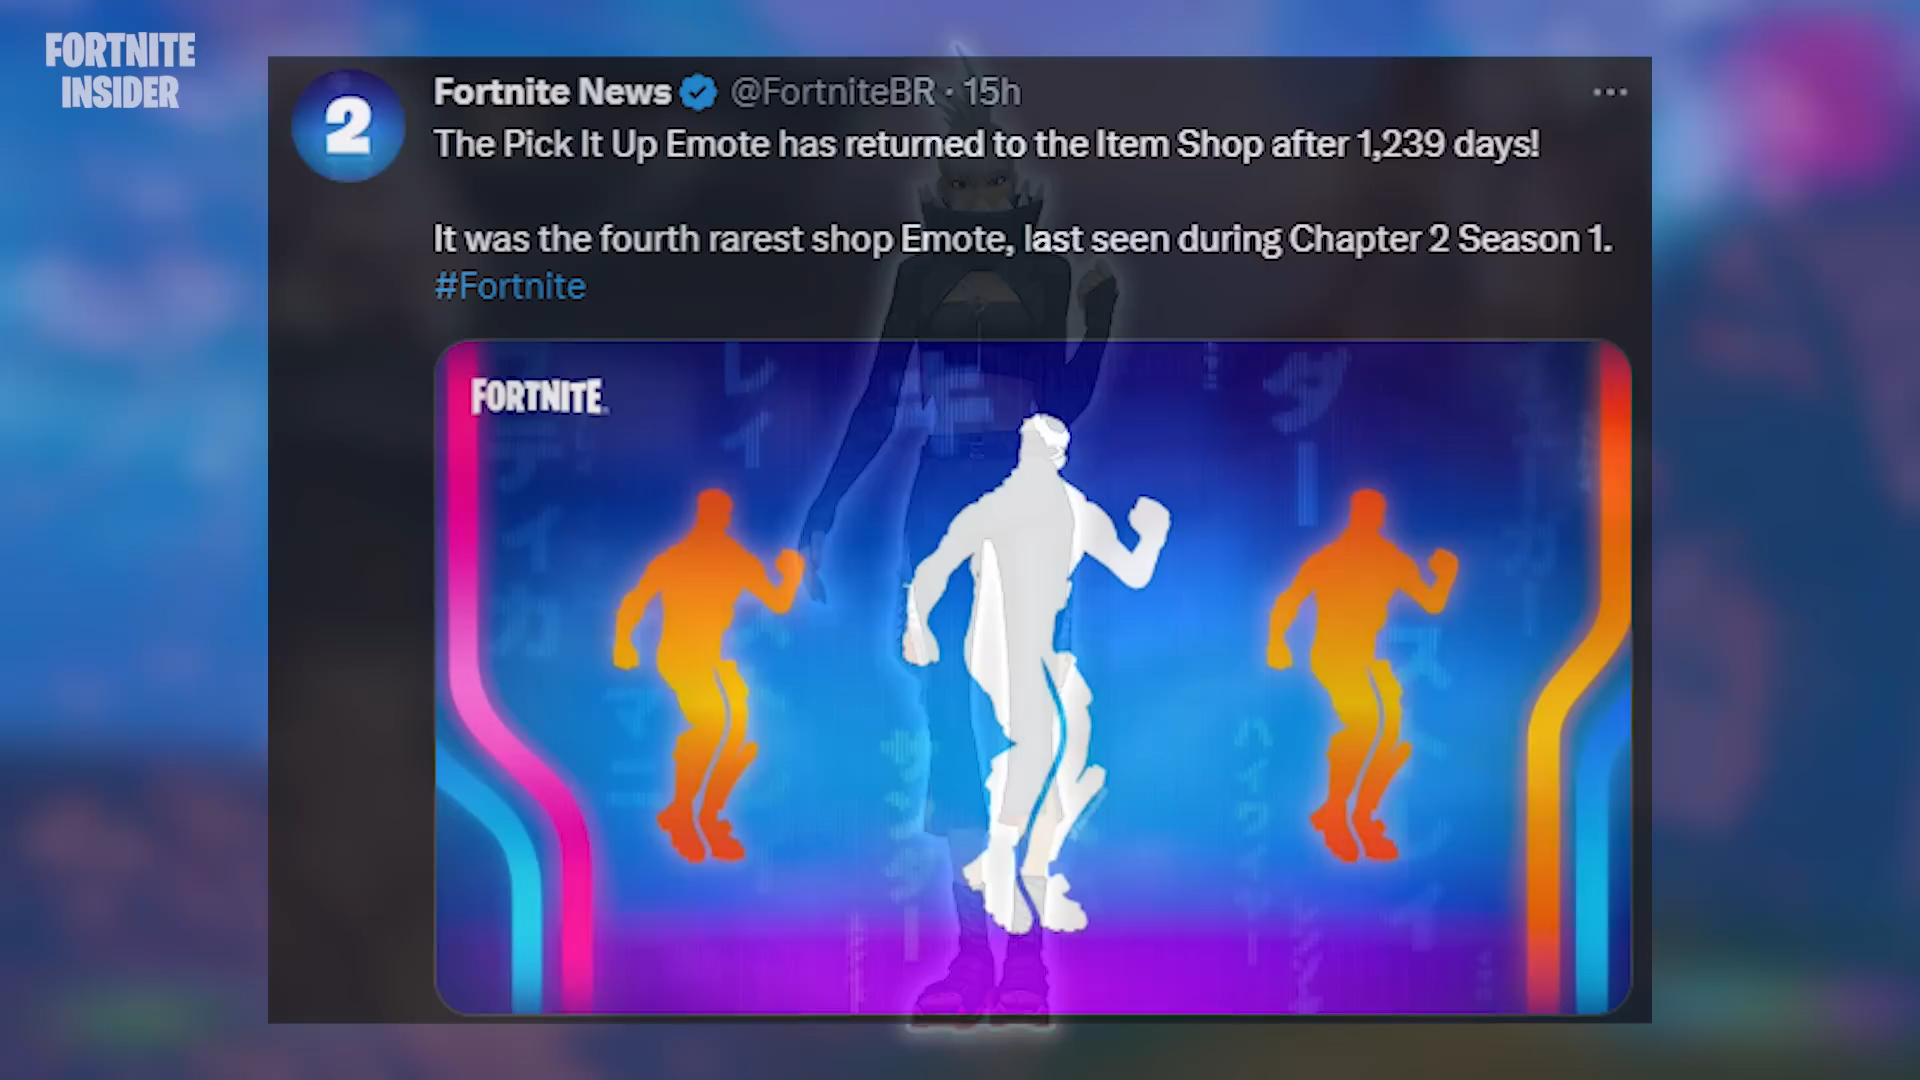 FORTNITE
INSIDER
2
Fortnite News @FortniteBR · 15h
The Pick It Up Emote has returned to the Item Shop after 1,239 days!
It was the fourth rarest shop Emote, last seen during Chapter 2 Season 1.
#Fortnite
FORTNITE